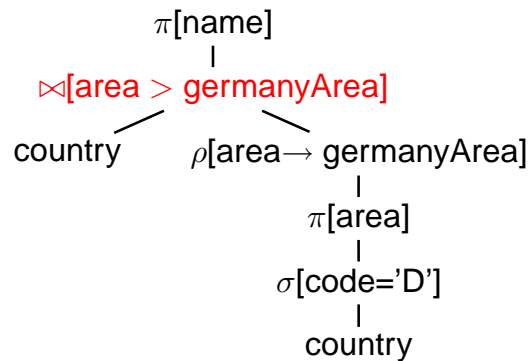 π[name]
⋈[area > germanyArea]
country ρ[area→ germanyArea]
π[area]
σ[code='D']
country